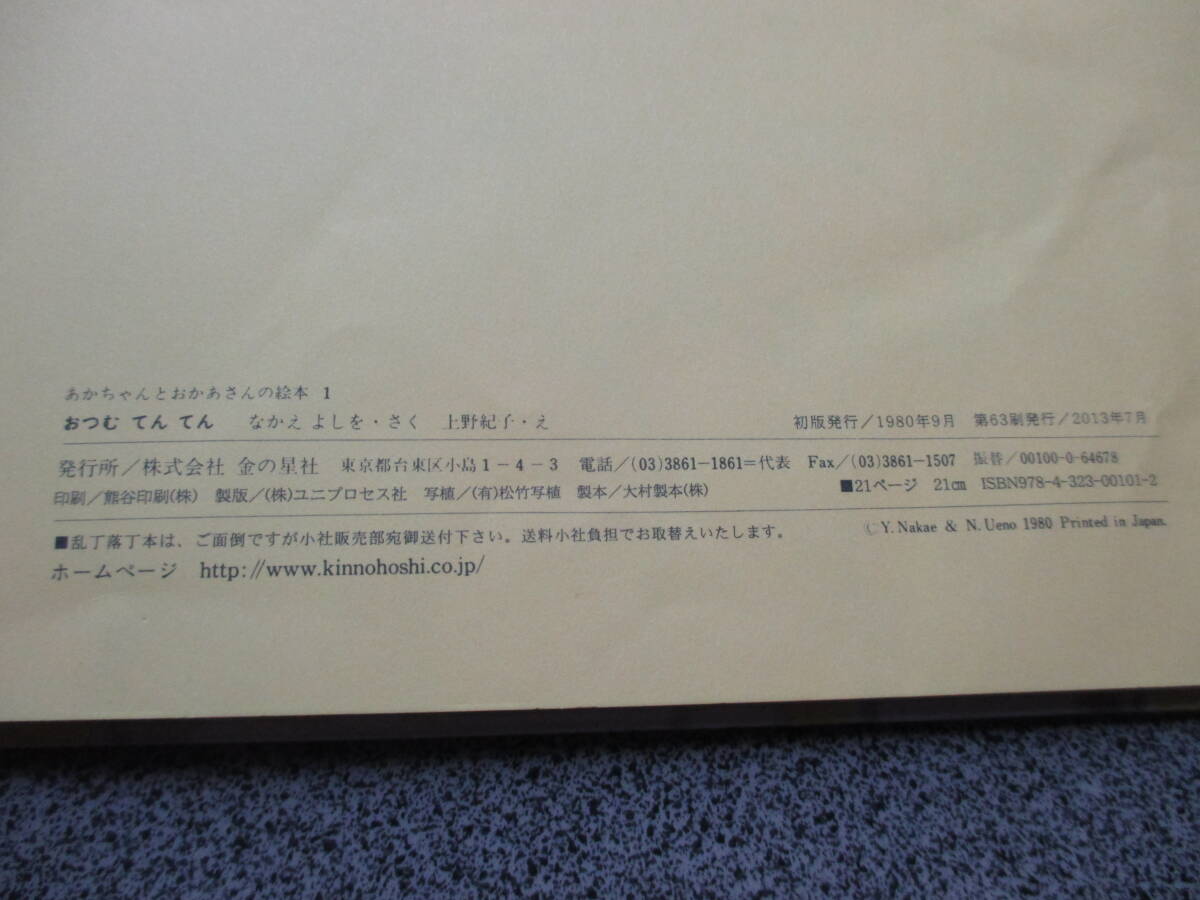 あかちゃんとおかあさんの絵本 1
おつむ てん てん なかえ よしを・さく 上野紀子・え 初版発行/1980年9月 第63刷発行/2013年7月
発行所/株式会社 金の星社 東京都台東区小島1-4-3 電話/(03)3861-1861=代表 Fax/(03)3861-1507 振替/00100-0-64678
印刷/熊谷印刷(株) 製版/(株)ユニプロセス社 写植/(有)松竹写植 製本/大村製本(株) ■21ページ 21㎝ ISBN978-4-323-00101-2
■乱丁落丁本は、ご面倒ですが小社販売部宛御送付下さい。送料小社負担でお取替えいたします。 ©Y. Nakae & N. Ueno 1980 Printed in Japan.
ホームページ http://www.kinnohoshi.co.jp/